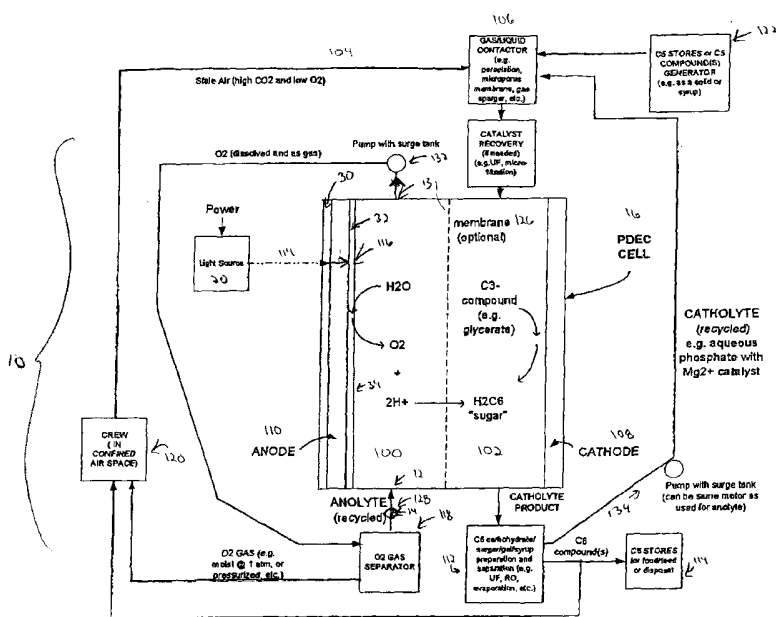 106
GAS/LIQUID
CONTACTOR
(e.g.
percolation,
microporus
membrane, gas
sparger, etc.)
122
C5 STORES or C5
COMPOUND(S)
GENERATOR
(e.g. as a solid or
syrup)
104
Stale Air (high CO2 and low O2)
CATALYST
RECOVERY
(if needed)
(e.g. UF, micro-
filtration)
Pump with surge tank
132
O2 (dissolved and as gas)
30
131
Power
Light Source
20
114
32
116
membrane 126
(optional)
16
PDEC
CELL
H2O
O2
+
2H+
C3-
compound
(e.g.
glycerate)
H2C6
"sugar"
CATHOLYTE
(recycled)
e.g. aqueous
phosphate with
Mg2+ catalyst
10
34
110
ANODE
100
102
108
CATHODE
CREW
( IN
CONFINED
AIR SPACE)
120
12
ANOLYTE
(recycled)
128
14
118
CATHOLYTE
PRODUCT
134
Pump with surge tank
(can be same motor as
used for anolyte)
O2 GAS (e.g.
moist @ 1 atm. or
pressurized, etc.)
O2 GAS
SEPARATOR
112
C6 carbohydrate/
sugar/gel/syrup
preparation and
separation (e.g.
UF, RO,
evaporation, etc.)
C6
compound(s)
for food/feed
or disposal
114